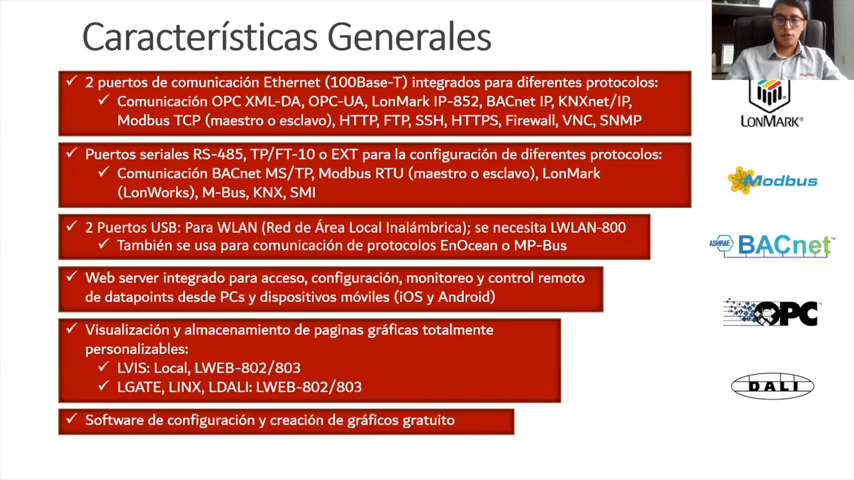 Características Generales
2 puertos de comunicación Ethernet (100Base-T) integrados para diferentes protocolos:
Comunicación OPC XML-DA, OPC-UA, LonMark IP-852, BACnet IP, KNXnet/IP,
Modbus TCP (maestro o esclavo), HTTP, FTP, SSH, HTTPS, Firewall, VNC, SNMP
Puertos seriales RS-485, TP/FT-10 o EXT para la configuración de diferentes protocolos:
Comunicación BACnet MS/TP, Modbus RTU (maestro o esclavo), LonMark
(LonWorks), M-Bus, KNX, SMI
2 Puertos USB: Para WLAN (Red de Área Local Inalámbrica); se necesita LWLAN-800
También se usa para comunicación de protocolos EnOcean o MP-Bus
Web server integrado para acceso, configuración, monitoreo y control remoto
de datapoints desde PCs y dispositivos móviles (iOS y Android)
Visualización y almacenamiento de paginas gráficas totalmente
personalizables:
LVIS: Local, LWEB-802/803
LGATE, LINX, LDALI: LWEB-802/803
Software de configuración y creación de gráficos gratuito
LONMARK®
Modbus
ASHRAE BACnet™
OPC
DALI